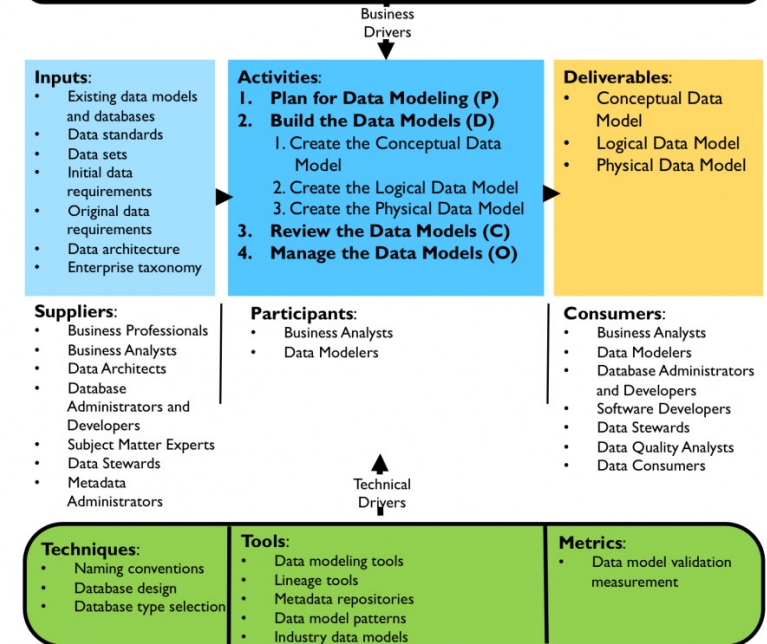 Business
Drivers
Inputs:
• Existing data models
and databases
• Data standards
• Data sets
• Initial data
requirements
• Original data
requirements
• Data architecture
• Enterprise taxonomy
Activities:
1. Plan for Data Modeling (P)
2. Build the Data Models (D)
1. Create the Conceptual Data
Model
2. Create the Logical Data Model
3. Create the Physical Data Model
3. Review the Data Models (C)
4. Manage the Data Models (O)
Deliverables:
• Conceptual Data
Model
• Logical Data Model
• Physical Data Model
Suppliers:
• Business Professionals
• Business Analysts
• Data Architects
• Database
Administrators and
Developers
• Subject Matter Experts
• Data Stewards
• Metadata
Administrators
Participants:
• Business Analysts
• Data Modelers
Consumers:
• Business Analysts
• Data Modelers
• Database Administrators
and Developers
• Software Developers
• Data Stewards
• Data Quality Analysts
• Data Consumers
Technical
Drivers
Techniques:
• Naming conventions
• Database design
• Database type selection
Tools:
• Data modeling tools
• Lineage tools
• Metadata repositories
• Data model patterns
• Industry data models
Metrics:
• Data model validation
measurement